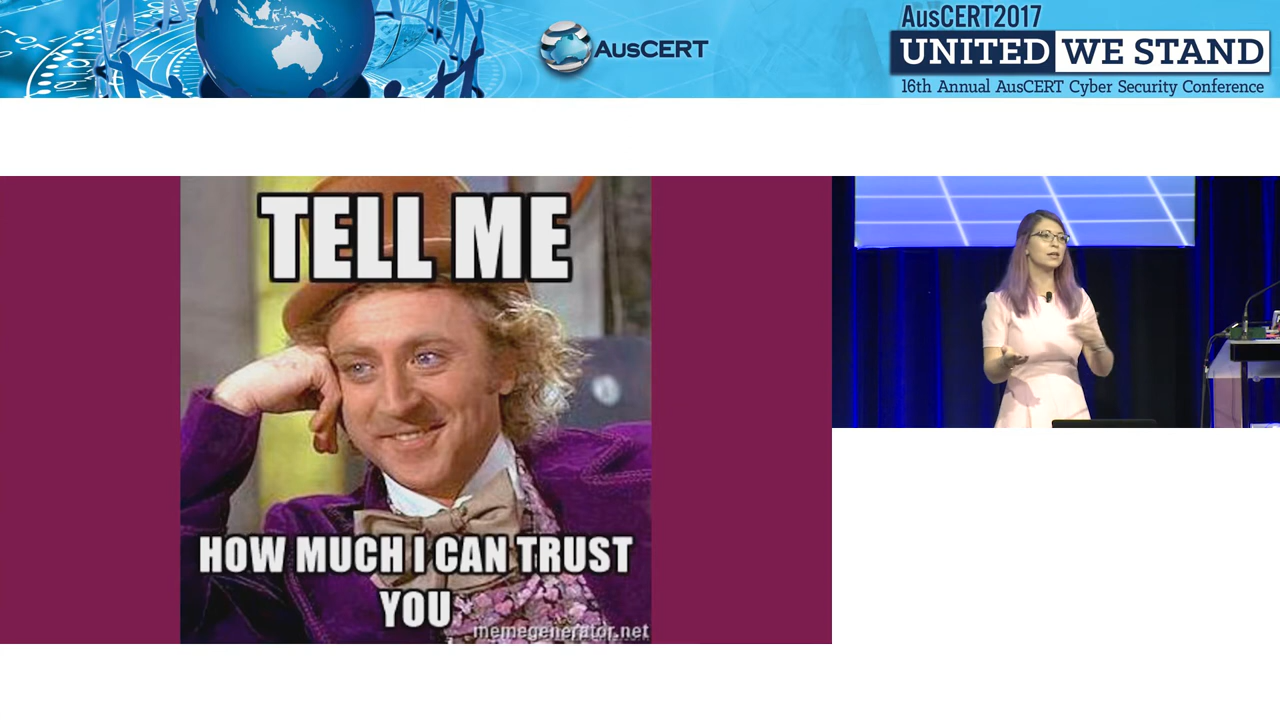 AusCERT
AusCERT2017
UNITED WE STAND
16th Annual AusCERT Cyber Security Conference
TELL ME
HOW MUCH I CAN TRUST
YOU
memegenerator.net